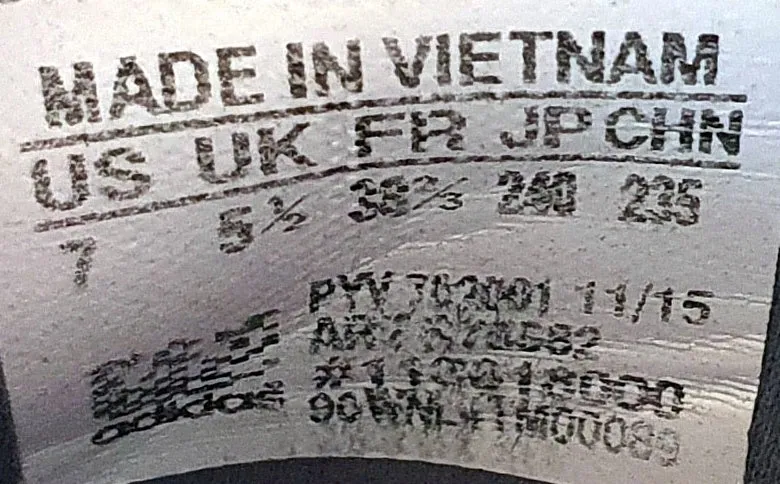 MADE IN VIETNAM
US UK FR JP CHN
7 5½ 38⅔ 240 235
PYV 702001 11/15
adidas